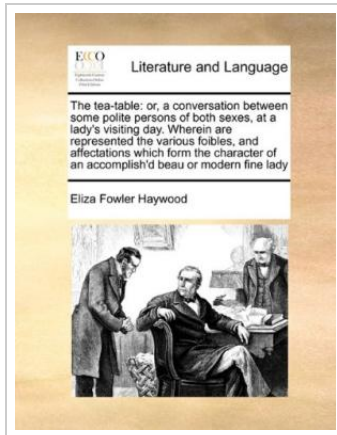 ECCO
Literature and Language
The tea-table: or, a conversation between
some polite persons of both sexes, at a
lady's visiting day. Wherein are
represented the various foibles, and
affectations which form the character of
an accomplish'd beau or modern fine lady
Eliza Fowler Haywood